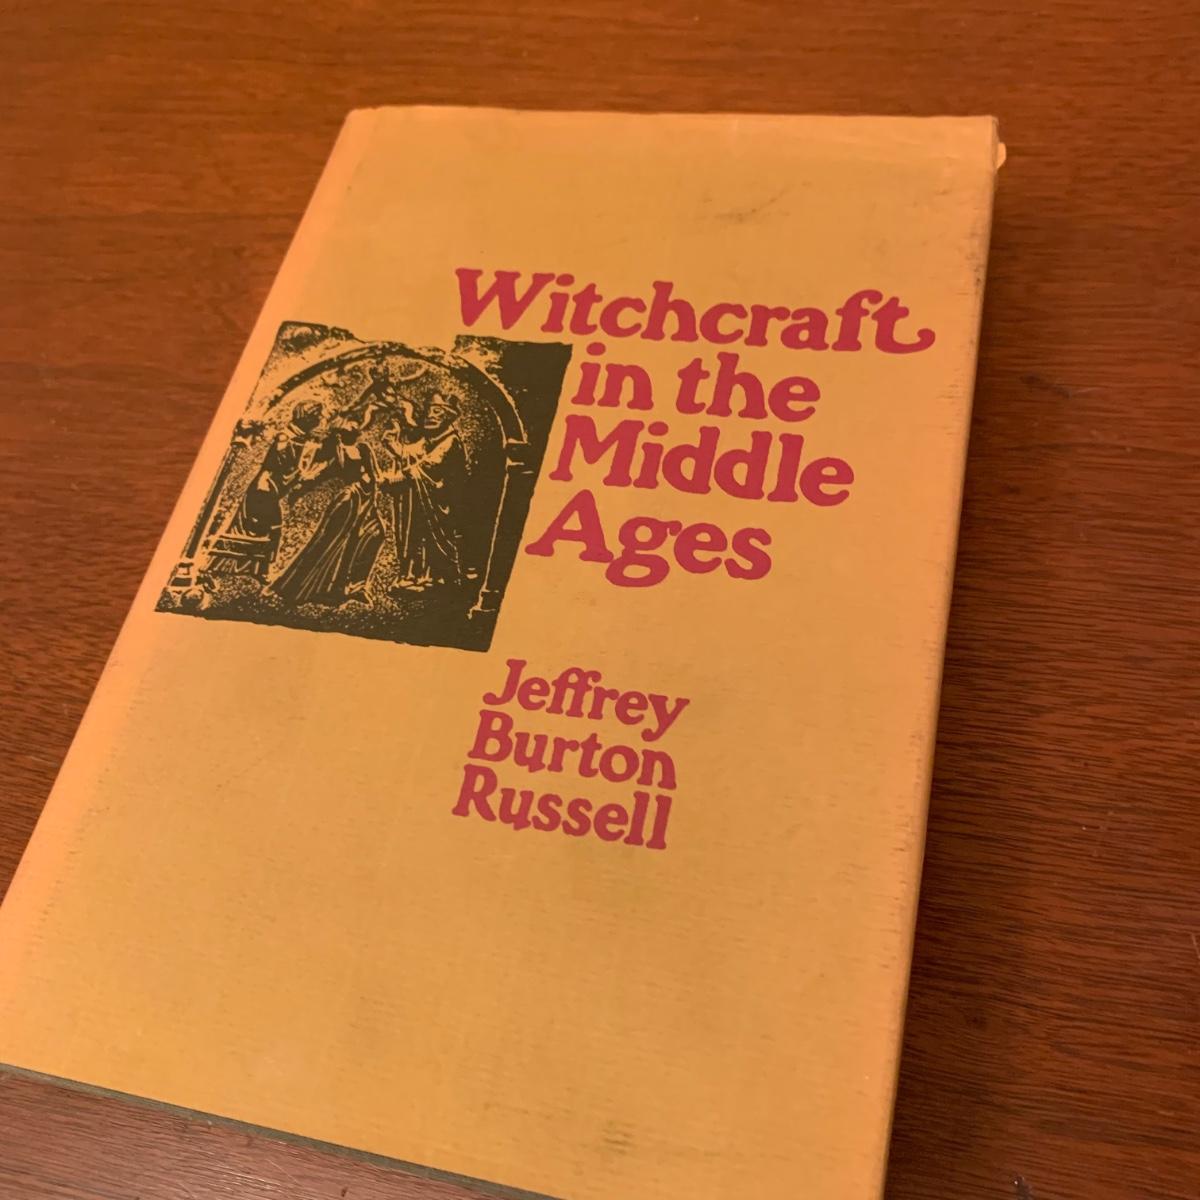 Witchcraft
in the
Middle
Ages
Jeffrey
Burton
Russell